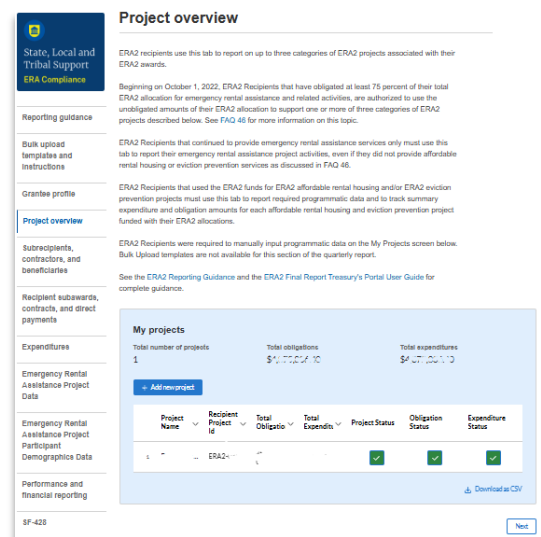 Project overview
State, Local and
Tribal Support
ERA Compliance
Reporting guidance
Bulk upload
templates and
instructions
Grantee profile
Project overview
Subrecipients,
contractors, and
beneficiaries
Recipient subawards,
contracts, and direct
payments
Expenditures
Emergency Rental
Assistance Project
Data
Emergency Rental
Assistance Project
Participant
Demographics Data
Performance and
financial reporting
SF-428
ERA2 recipients use this tab to report on up to three categories of ERA2 projects associated with their
ERA2 awards.
Beginning on October 1, 2022, ERA2 Recipients that have obligated at least 75 percent of their total
ERA2 allocation for emergency rental assistance and related activities, are authorized to use the
unobligated amounts of their ERA2 allocation to support one or more of three categories of ERA2
projects described below. See FAQ 46 for more information on this topic.
ERA2 Recipients that continued to provide emergency rental assistance services only must use this
tab to report their emergency rental assistance project activities, even if they did not provide affordable
rental housing or eviction prevention services as discussed in FAQ 46.
ERA2 Recipients that used the ERA2 funds for ERA2 affordable rental housing and/or ERA2 eviction
prevention projects must use this tab to report required programmatic data and to track summary
expenditure and obligation amounts for each affordable rental housing and eviction prevention project
funded with their ERA2 allocations.
ERA2 Recipients were required to manually input programmatic data on the My Projects screen below.
Bulk Upload templates are not available for this section of the quarterly report.
See the ERA2 Reporting Guidance and the ERA2 Final Report Treasury's Portal User Guide for
complete guidance.
My projects
Total number of projects
1
Total obligations
Total expenditures
+ Add new project
Project Name
Recipient Project Id
Total Obligatio
Total Expenditu
Project Status
Obligation Status
Expenditure Status
1 ... ERA2-
Download as CSV
Next